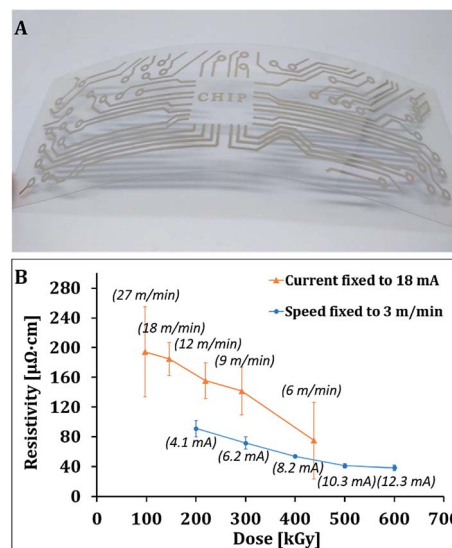 A
CHIP
B
Resistivity [μΩ·cm]
280
240
200
160
120
80
40
0
0 100 200 300 400 500 600 700
Dose [kGy]
Current fixed to 18 mA
Speed fixed to 3 m/min
(27 m/min)
(18 m/min)
(12 m/min)
(9 m/min)
(6 m/min)
(4.1 mA)
(6.2 mA)
(8.2 mA)
(10.3 mA)
(12.3 mA)